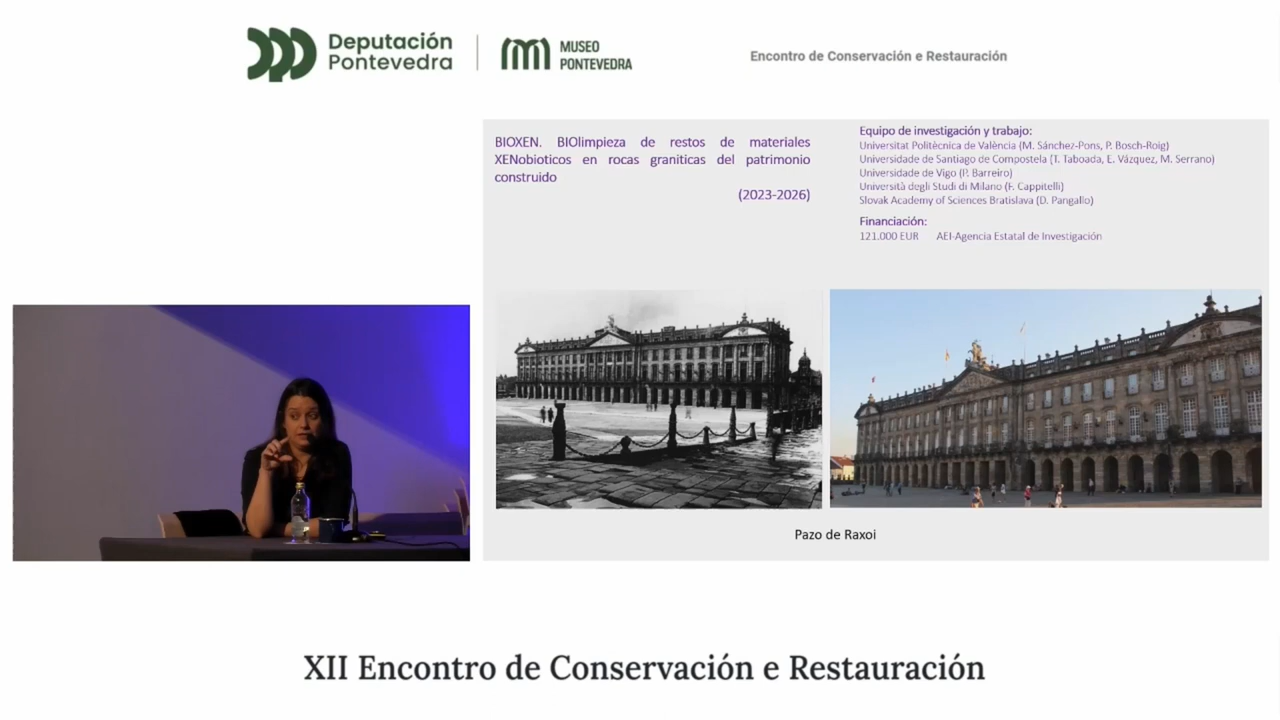 Deputación
Pontevedra
MUSEO
PONTEVEDRA
Encontro de Conservación e Restauración
BIOXEN. BIOlimpieza de restos de materiales
XENobioticos en rocas graniticas del patrimonio
construido
(2023-2026)
Equipo de investigación y trabajo:
Universitat Politècnica de València (M. Sánchez-Pons, P. Bosch-Roig)
Universidade de Santiago de Compostela (T. Taboada, E. Vázquez, M. Serrano)
Universidade de Vigo (P. Barreiro)
Università degli Studi di Milano (F. Cappitelli)
Slovak Academy of Sciences Bratislava (D. Pangallo)
Financiación:
121.000 EUR AEI-Agencia Estatal de Investigación
Pazo de Raxoi
XII Encontro de Conservación e Restauración